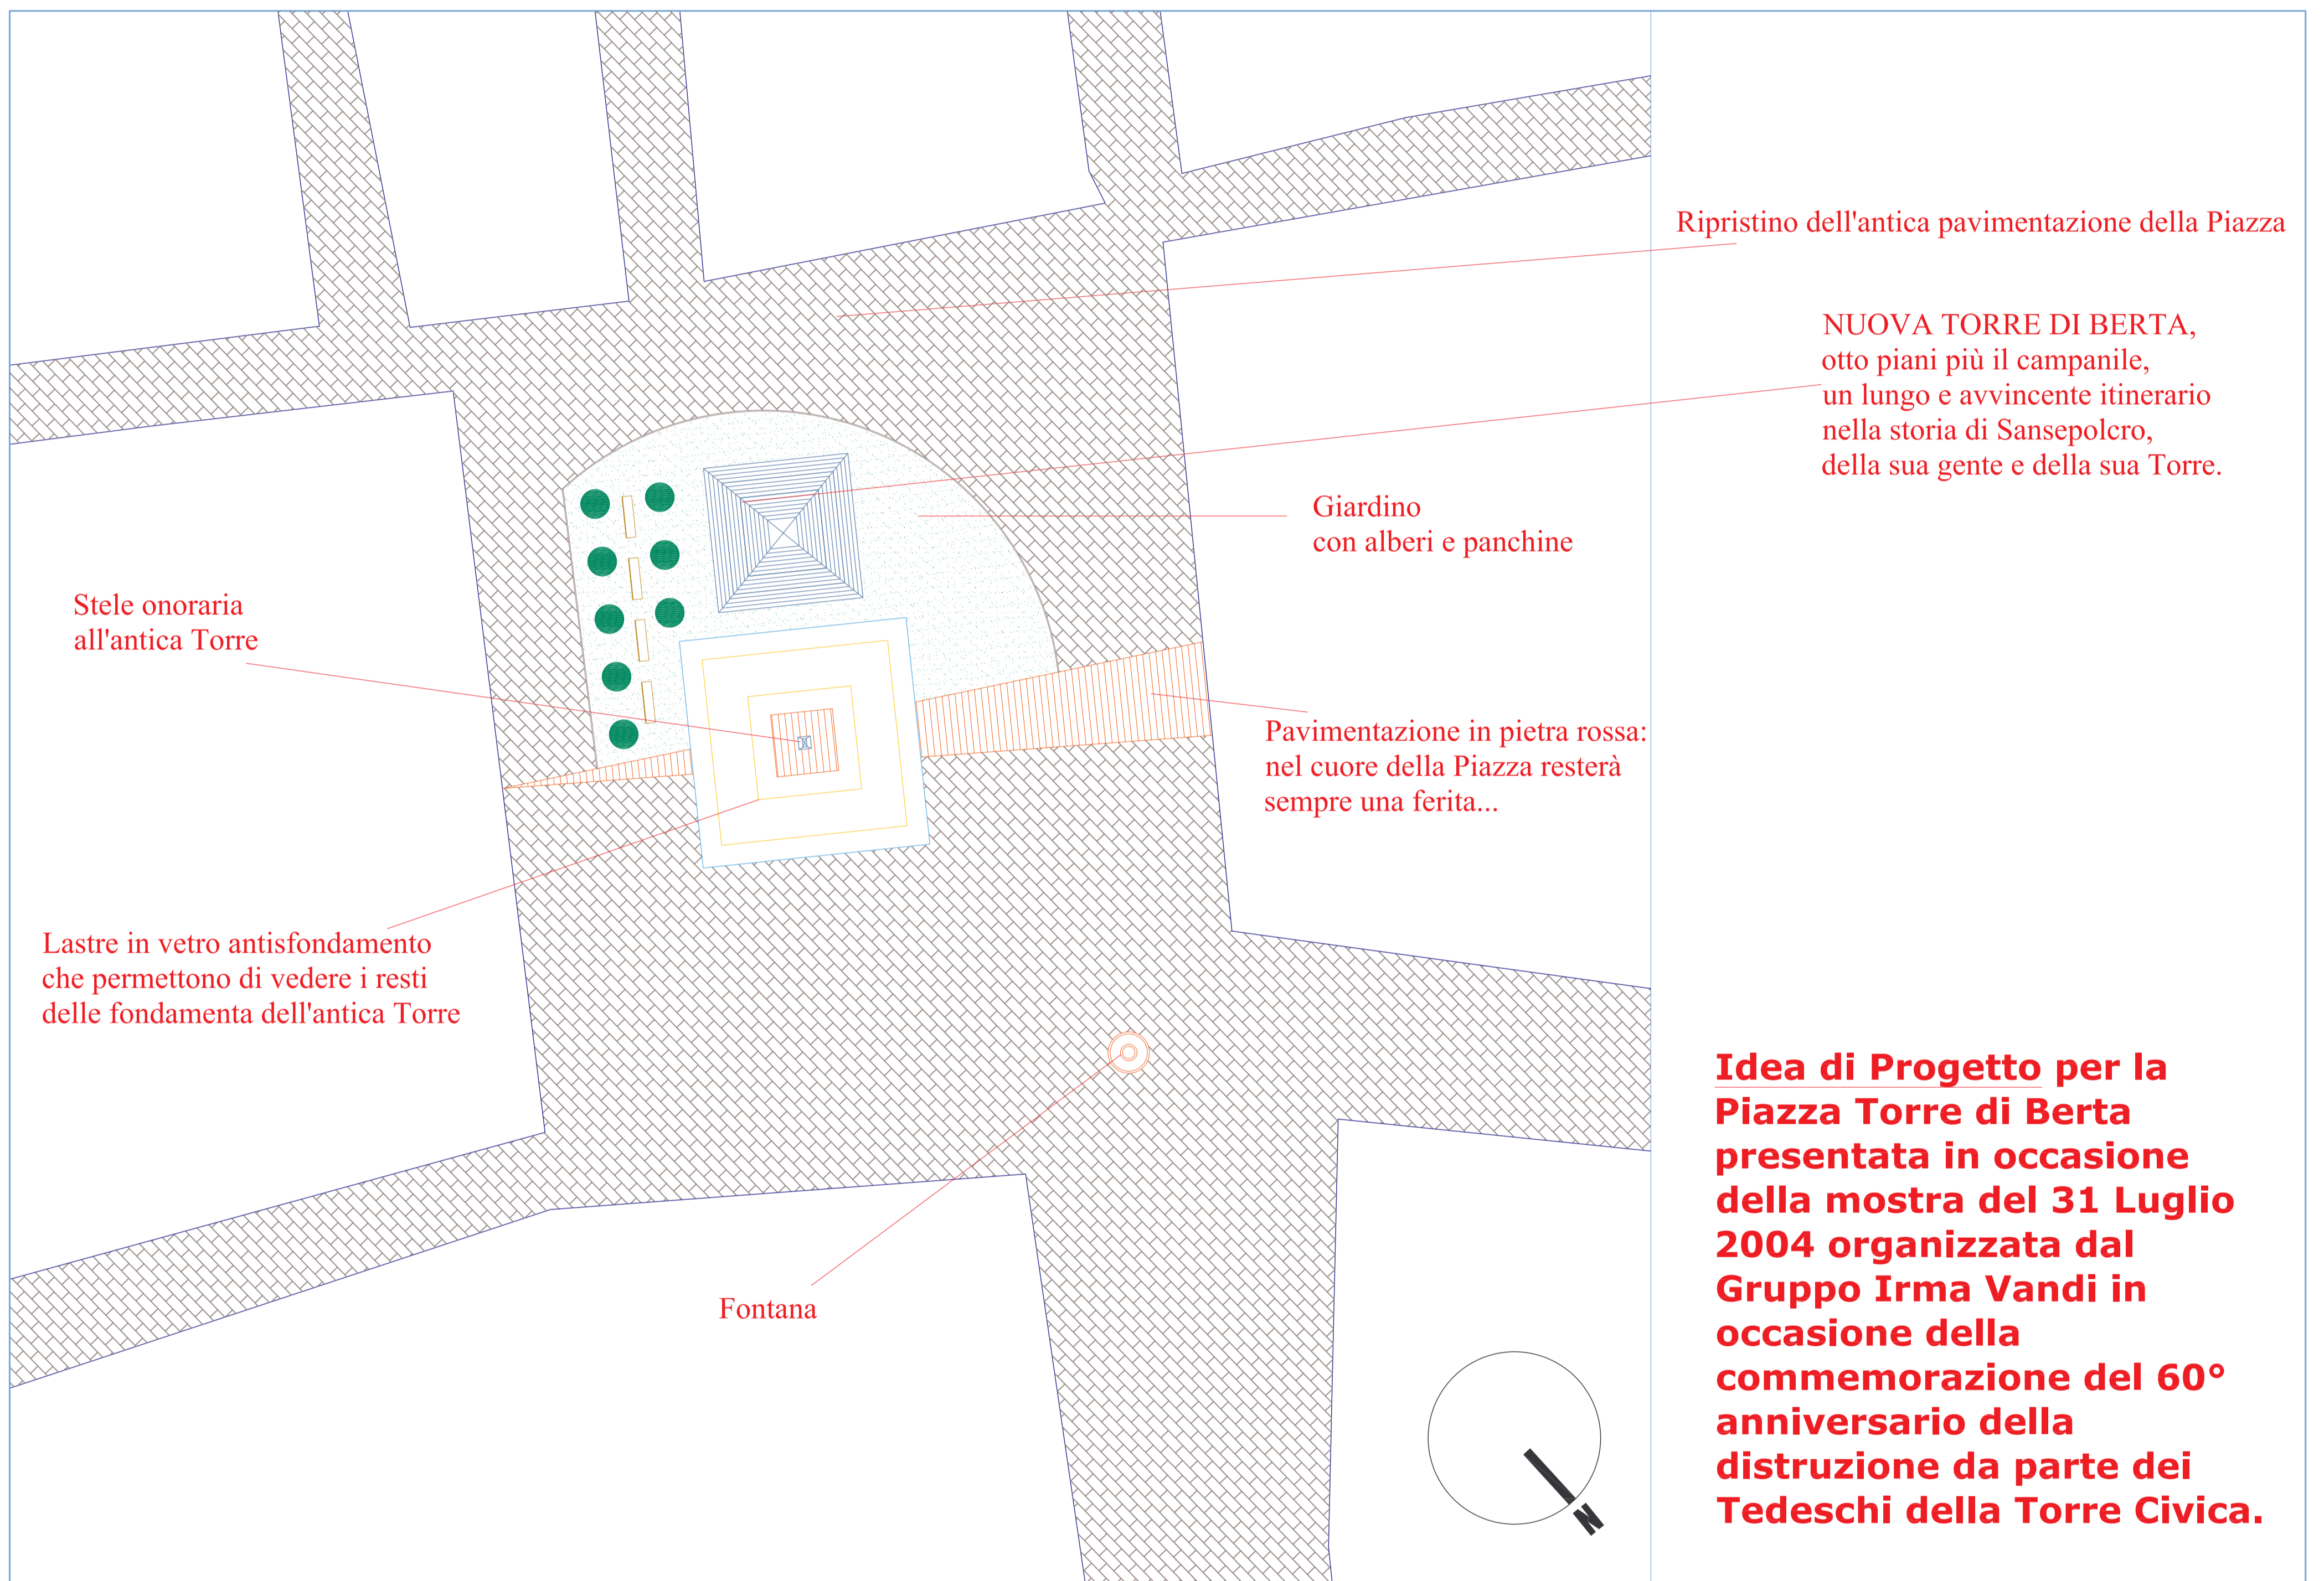 Ripristino dell'antica pavimentazione della Piazza
NUOVA TORRE DI BERTA,
otto piani più il campanile,
un lungo e avvincente itinerario
nella storia di Sansepolcro,
della sua gente e della sua Torre.
Giardino
con alberi e panchine
Stele onoraria
all'antica Torre
Pavimentazione in pietra rossa:
nel cuore della Piazza resterà
sempre una ferita...
Lastre in vetro antisfondamento
che permettono di vedere i resti
delle fondamenta dell'antica Torre
Fontana
Idea di Progetto per la
Piazza Torre di Berta
presentata in occasione
della mostra del 31 Luglio
2004 organizzata dal
Gruppo Irma Vandi in
occasione della
commemorazione del 60°
anniversario della
distruzione da parte dei
Tedeschi della Torre Civica.
N